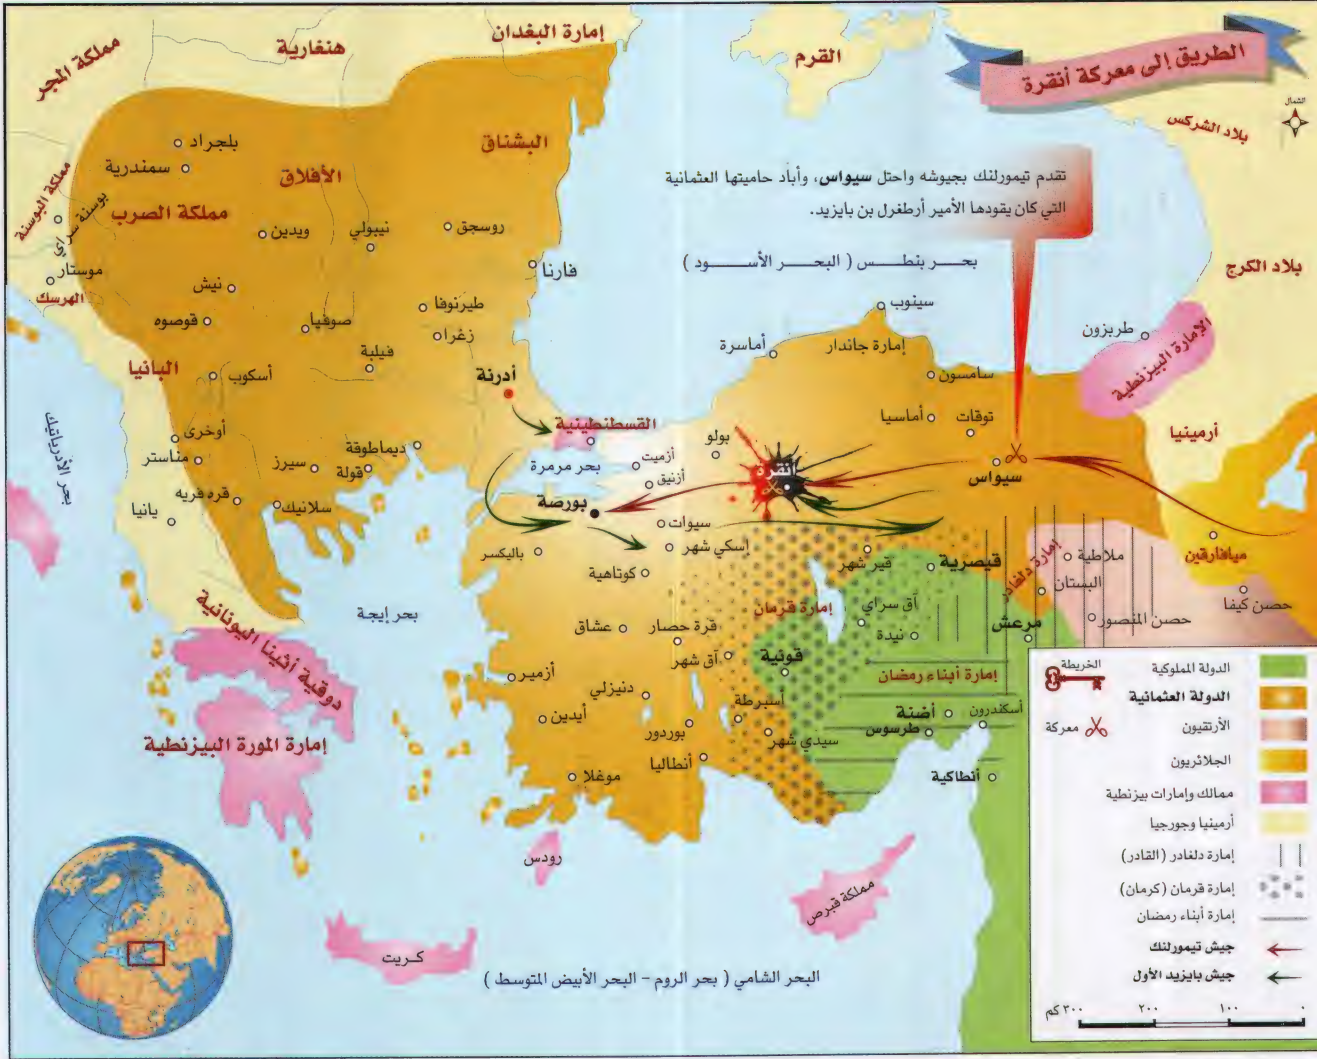 الطريق إلى معركة أنقرة
الشمال
مملكة المجر
هنغارية
إمارة البغدان
القرم
بلاد الشركس
تقدم تيمورلنك بجيوشه واحتل سيواس، وأباد حاميتها العثمانية
التي كان يقودها الأمير أرطغرل بن بايزيد.
بحر بنطس (البحر الأسود)
بلاد الكرج
بلجراد
سمندرية
البشناق
الأفلاق
مملكة البوسنة
بوسنة سراي
مملكة الصرب
ويدين
نيبولي
روسجق
فارنا
موستار
الهرسك
نيش
قوصوه
صوفيا
طيرنوفا
زغرا
فيلبة
البانيا
أسكوب
أدرنة
سينوب
طربزون
الإمارة البيزنطية
أماسرة
إمارة جاندار
سامسون
أماسيا
توقات
أرمينيا
القسطنطينية
بحر الأدرياتيك
أوخرى
مناستر
سيرز
ديماطوقة
قولة
قره فريه
سلانيك
يانيا
بحر مرمرة
أزميت
أزنيق
بولو
أنقرة
سيواس
بورصة
سيوات
إسكي شهر
باليكسر
كوتاهية
قير شهر
قيصرية
إمارة دلغادر
ملاطية
ميافارقين
البستان
حصن كيفا
حصن المنصور
مرعش
بحر إيجة
عشاق
قرة حصار
إمارة قرمان
آق سراي
نيدة
آق شهر
قونية
إمارة أبناء رمضان
دوقية أثينا اليونانية
أزمير
دنيزلي
أسبرطة
أيدين
بوردور
سيدي شهر
أضنة
أسكندرون
طرسوس
إمارة المورة البيزنطية
أنطاليا
موغلا
أنطاكية
رودس
مملكة قبرص
كريت
البحر الشامي (بحر الروم – البحر الأبيض المتوسط)
الخريطة
معركة
الدولة المملوكية
الدولة العثمانية
الأرتقيون
الجلائريون
ممالك وإمارات بيزنطية
أرمينيا وجورجيا
إمارة دلغادر (القادر)
إمارة قرمان (كرمان)
إمارة أبناء رمضان
جيش تيمورلنك
جيش بايزيد الأول
٠ ١٠٠ ٢٠٠ ٣٠٠ كم